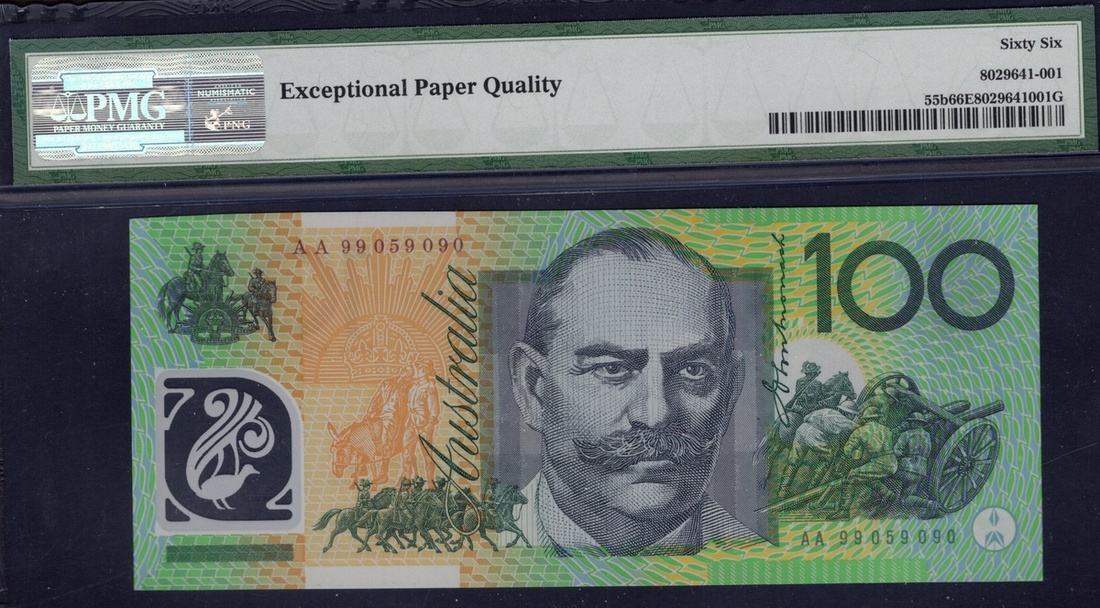 PMG
PAPER MONEY GUARANTY
NUMISMATIC
PNG
Exceptional Paper Quality
Sixty Six
8029641-001
55b66E8029641001G
AA 99059090
100
Australia
AA 99059090